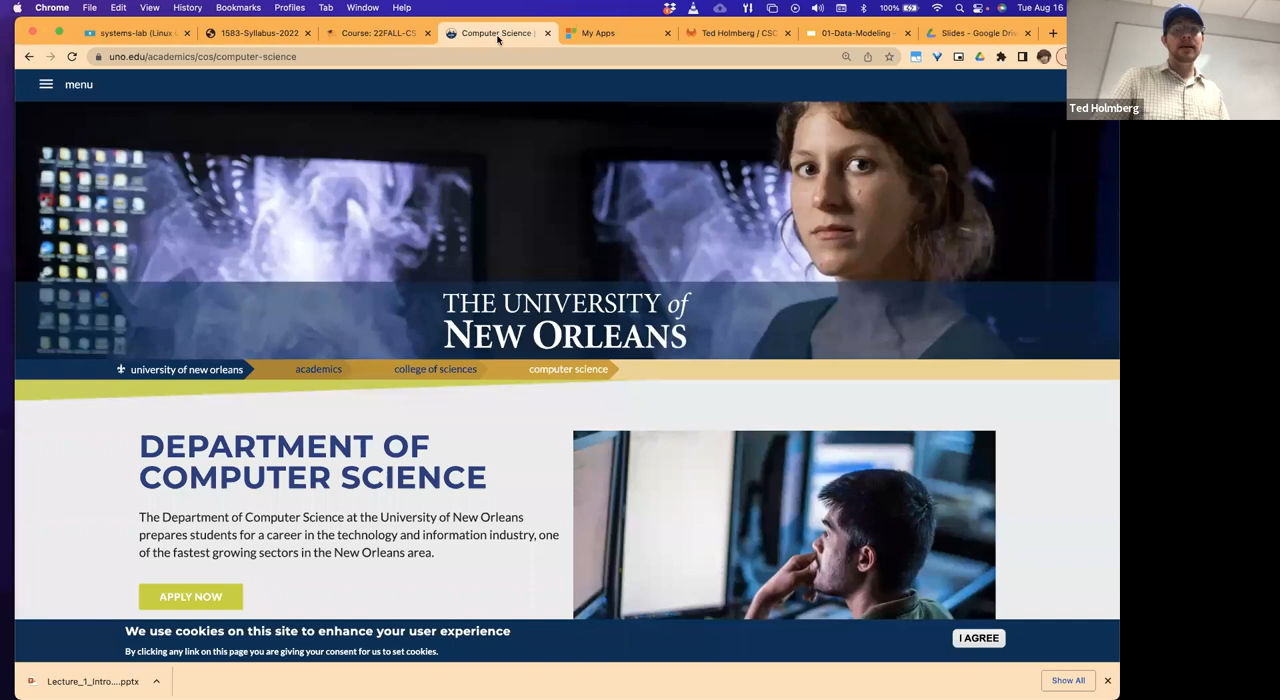 Chrome File Edit View History Bookmarks Profiles Tab Window Help 100% Tue Aug 16
systems-lab (Linux 1583-Syllabus-2022 Course: 22FALL-CS Computer Science | My Apps Ted Holmberg / CSC 01-Data-Modeling - Slides - Google Dri
uno.edu/academics/cos/computer-science
Ted Holmberg
menu
THE UNIVERSITY of
NEW ORLEANS
university of new orleans academics college of sciences computer science
DEPARTMENT OF
COMPUTER SCIENCE
The Department of Computer Science at the University of New Orleans
prepares students for a career in the technology and information industry, one
of the fastest growing sectors in the New Orleans area.
APPLY NOW
We use cookies on this site to enhance your user experience
By clicking any link on this page you are giving your consent for us to set cookies.
I AGREE
Lecture_1_Intro....pptx
Show All